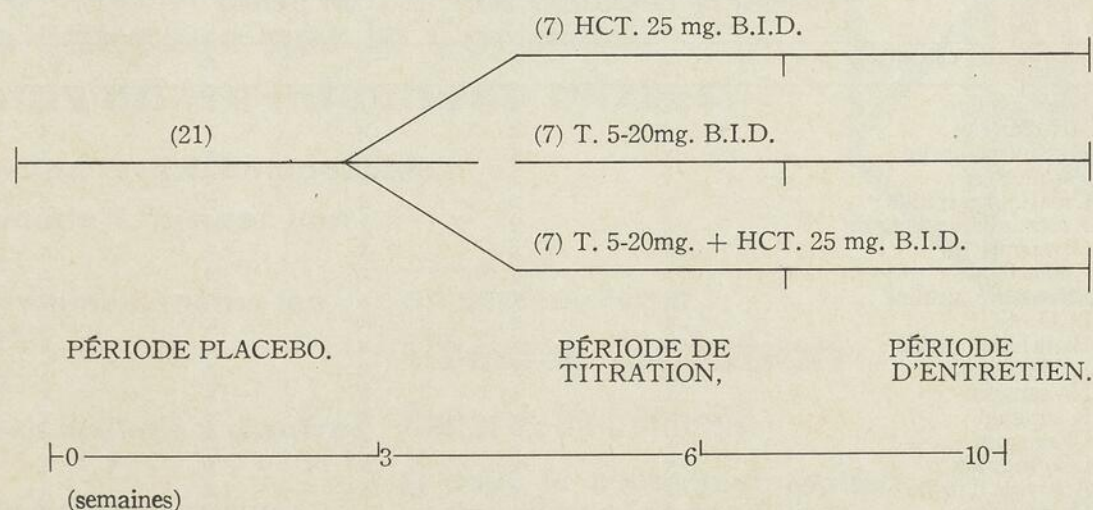 (7) HCT. 25 mg. B.I.D.
(21)
(7) T. 5-20mg. B.I.D.
(7) T. 5-20mg. + HCT. 25 mg. B.I.D.
PÉRIODE PLACEBO.
PÉRIODE DE
TITRATION,
PÉRIODE
D'ENTRETIEN.
0 3 6 10
(semaines)